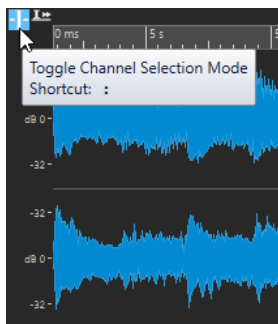 0 ms
5 s
Toggle Channel Selection Mode
Shortcut:  :
dB 0-
-32-
-32-
dB 0-
-32-